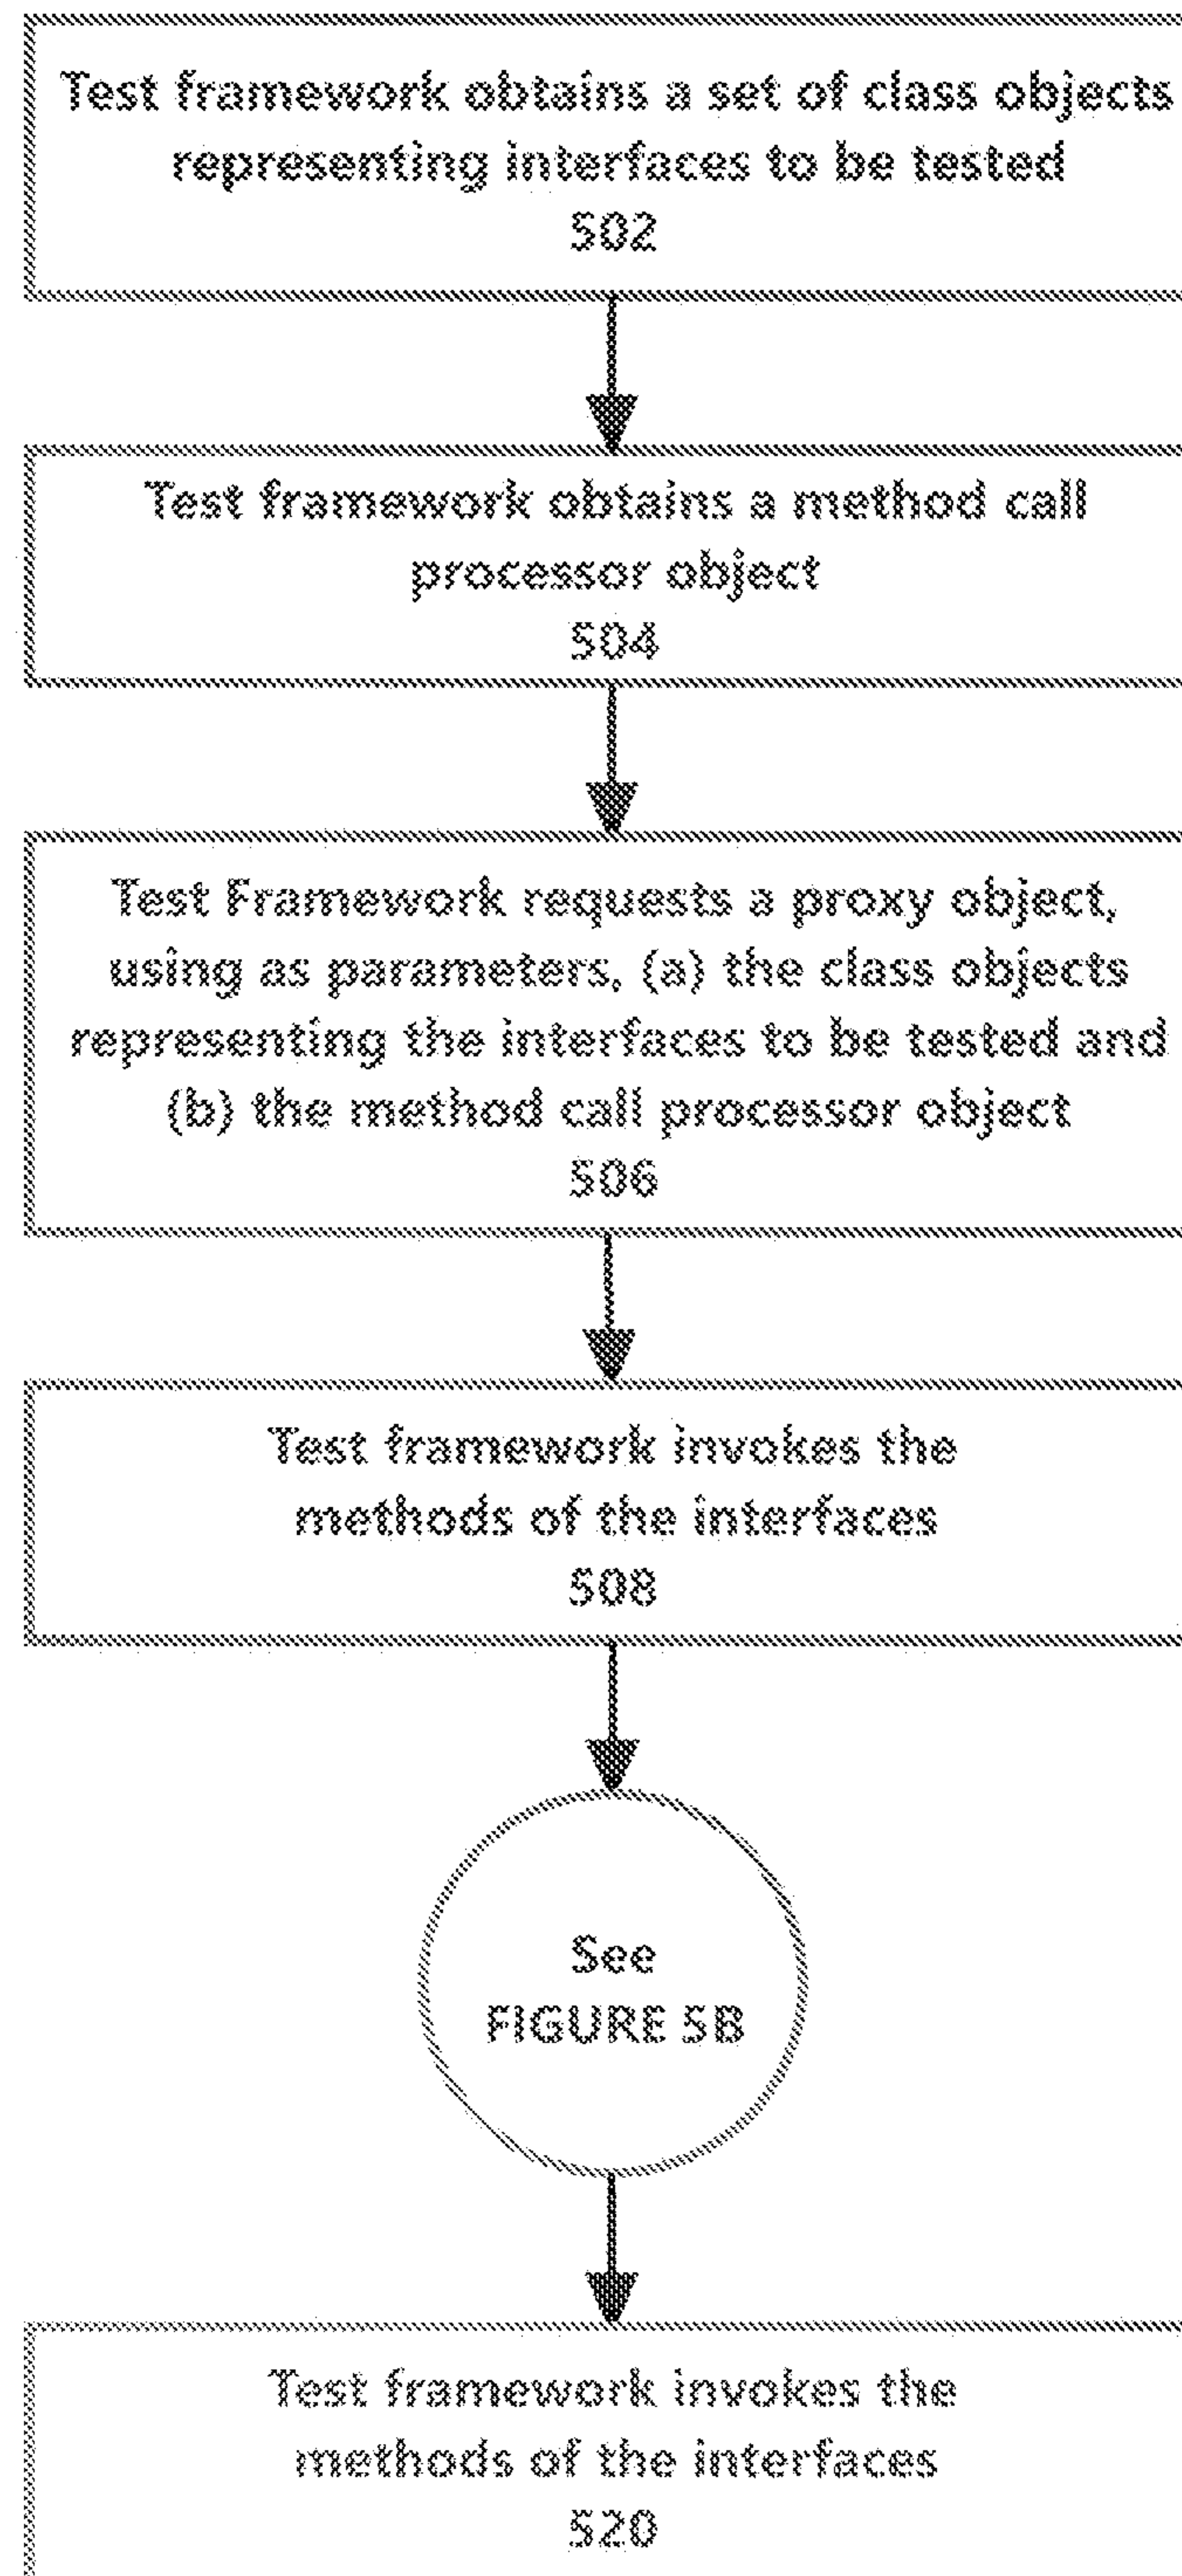 Test framework obtains a set of class objects
representing interfaces to be tested
502
Test framework obtains a method call
processor object
504
Test Framework requests a proxy object,
using as parameters, (a) the class objects
representing the interfaces to be tested and
(b) the method call processor object
506
Test framework invokes the
methods of the interfaces
508
See
FIGURE 5B
Test framework invokes the
methods of the interfaces
520